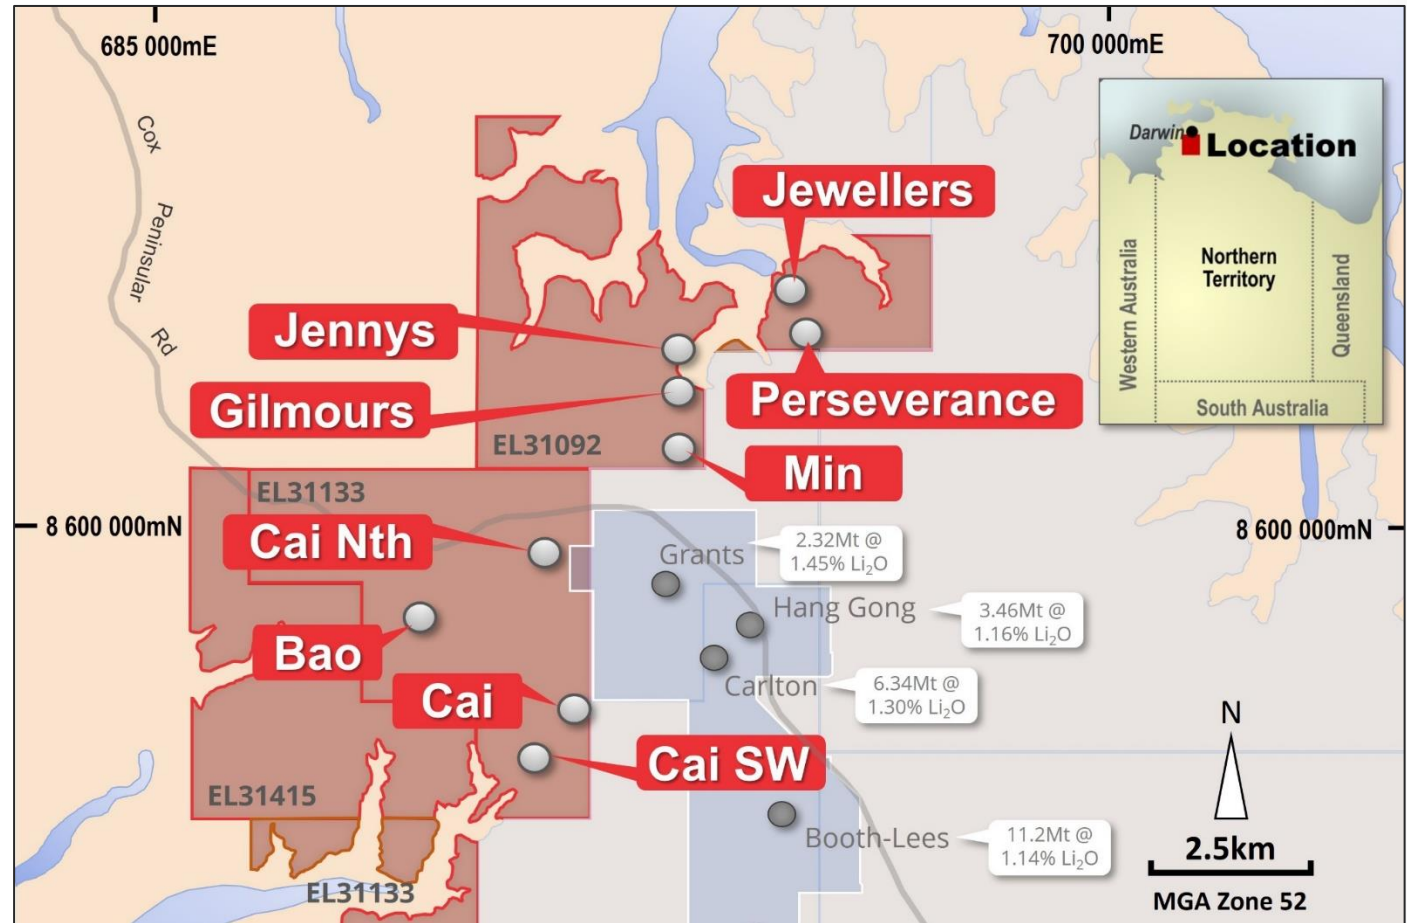 685 000mE
700 000mE
Cox Peninsular Rd
Darwin
Location
Northern
Territory
Western Australia
Queensland
South Australia
Jewellers
Jennys
Perseverance
Gilmours
EL31092
Min
EL31133
8 600 000mN
8 600 000mN
Cai Nth
Grants
2.32Mt @
1.45% Li₂O
Hang Gong
3.46Mt @
1.16% Li₂O
Bao
Carlton
6.34Mt @
1.30% Li₂O
Cai
Cai SW
EL31415
Booth-Lees
11.2Mt @
1.14% Li₂O
EL31133
N
2.5km
MGA Zone 52